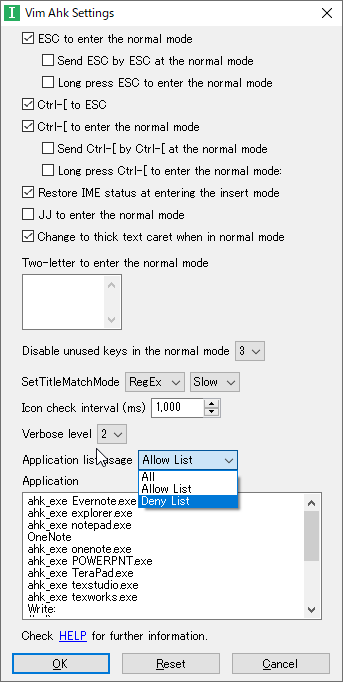 Vim Ahk Settings
ESC to enter the normal mode
Send ESC by ESC at the normal mode
Long press ESC to enter the normal mode
Ctrl-[ to ESC
Ctrl-[ to enter the normal mode
Send Ctrl-[ by Ctrl-[ at the normal mode
Long press Ctrl-[ to enter the normal mode:
Restore IME status at entering the insert mode
JJ to enter the normal mode
Change to thick text caret when in normal mode
Two-letter to enter the normal mode
Disable unused keys in the normal mode 3
SetTitleMatchMode RegEx Slow
Icon check interval (ms) 1,000
Verbose level 2
Application list usage Allow List
All
Allow List
Deny List
Application
ahk_exe Evernote.exe
ahk_exe explorer.exe
ahk_exe notepad.exe
OneNote
ahk_exe onenote.exe
ahk_exe POWERPNT.exe
ahk_exe TeraPad.exe
ahk_exe texstudio.exe
ahk_exe texworks.exe
Write:
Check HELP for further information.
OK Reset Cancel